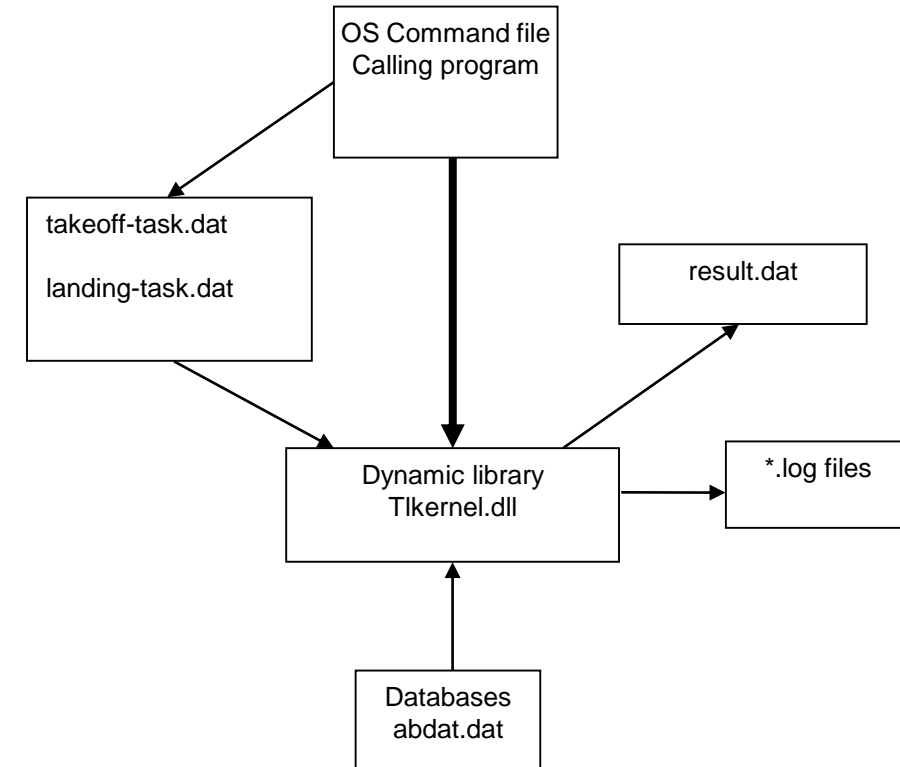 OS Command file
Calling program
takeoff-task.dat
landing-task.dat
result.dat
Dynamic library
Tlkernel.dll
*.log files
Databases
abdat.dat